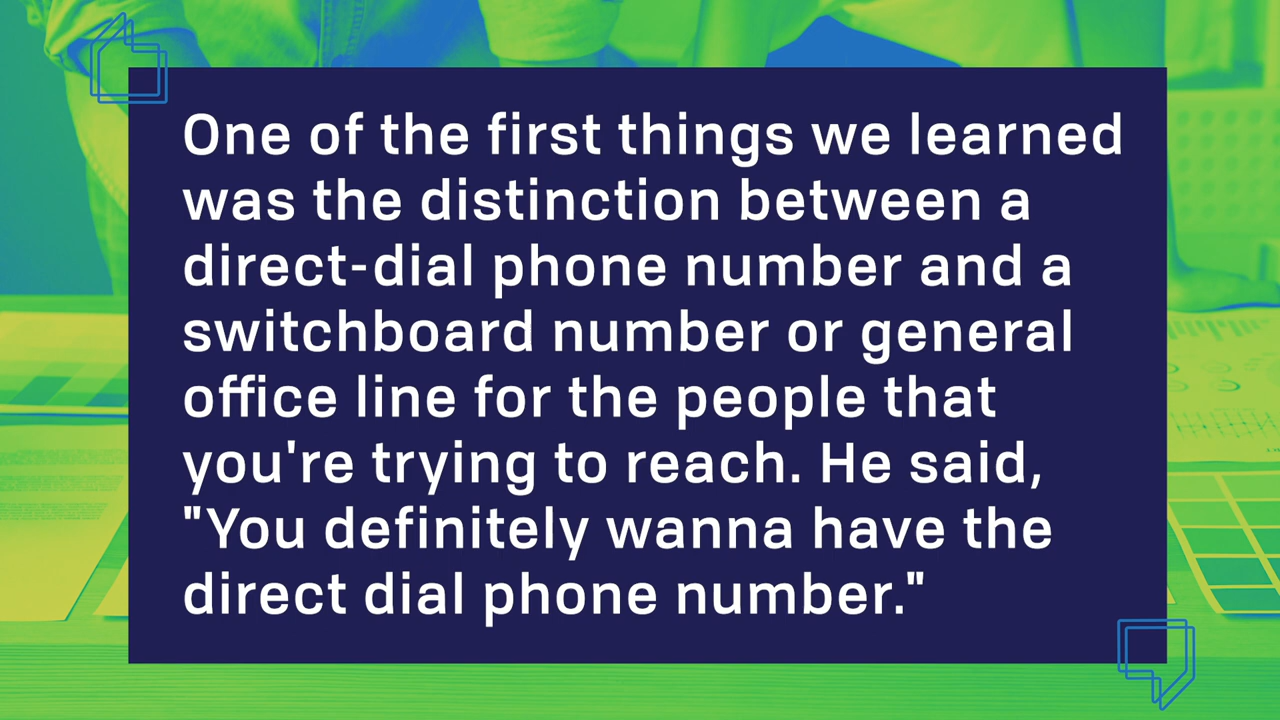 One of the first things we learned
was the distinction between a
direct-dial phone number and a
switchboard number or general
office line for the people that
you're trying to reach. He said,
"You definitely wanna have the
direct dial phone number."